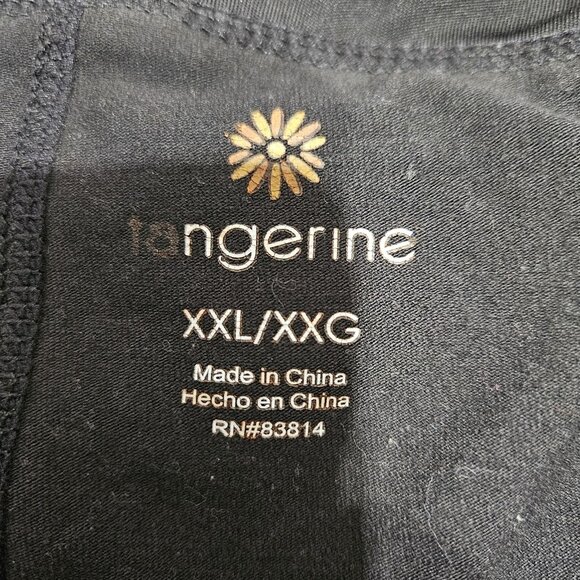 tangerine
XXL/XXG
Made in China
Hecho en China
RN#83814